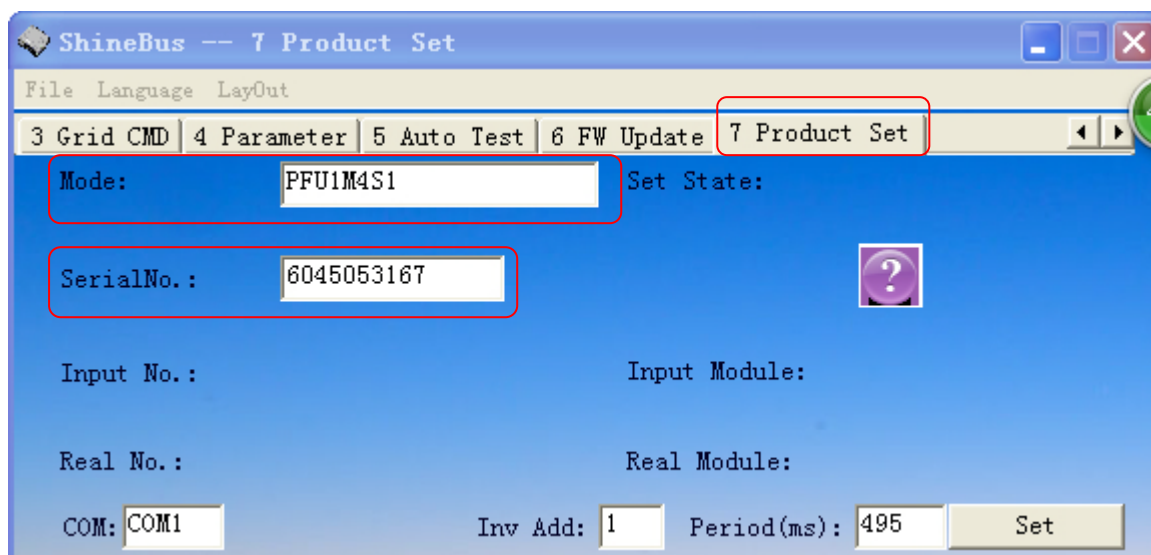 ShineBus -- 7 Product Set
File Language LayOut
3 Grid CMD 4 Parameter 5 Auto Test 6 FW Update 7 Product Set
Mode: PFU1M4S1 Set State:
SerialNo.: 6045053167
?
Input No.: Input Module:
Real No.: Real Module:
COM: COM1 Inv Add: 1 Period(ms): 495 Set